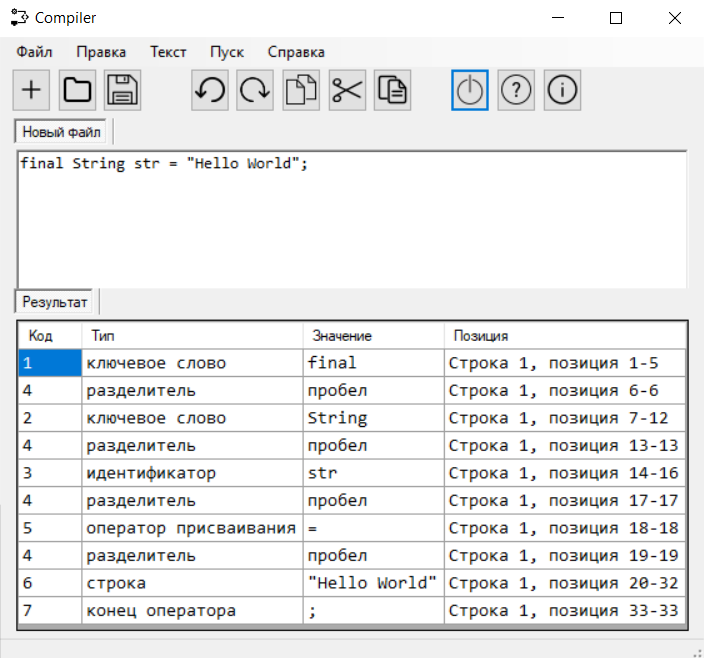 Compiler
Файл Правка Текст Пуск Справка
Новый файл
final String str = "Hello World";
Результат
Код Тип Значение Позиция
1 ключевое слово final Строка 1, позиция 1-5
4 разделитель пробел Строка 1, позиция 6-6
2 ключевое слово String Строка 1, позиция 7-12
4 разделитель пробел Строка 1, позиция 13-13
3 идентификатор str Строка 1, позиция 14-16
4 разделитель пробел Строка 1, позиция 17-17
5 оператор присваивания = Строка 1, позиция 18-18
4 разделитель пробел Строка 1, позиция 19-19
6 строка "Hello World" Строка 1, позиция 20-32
7 конец оператора ; Строка 1, позиция 33-33